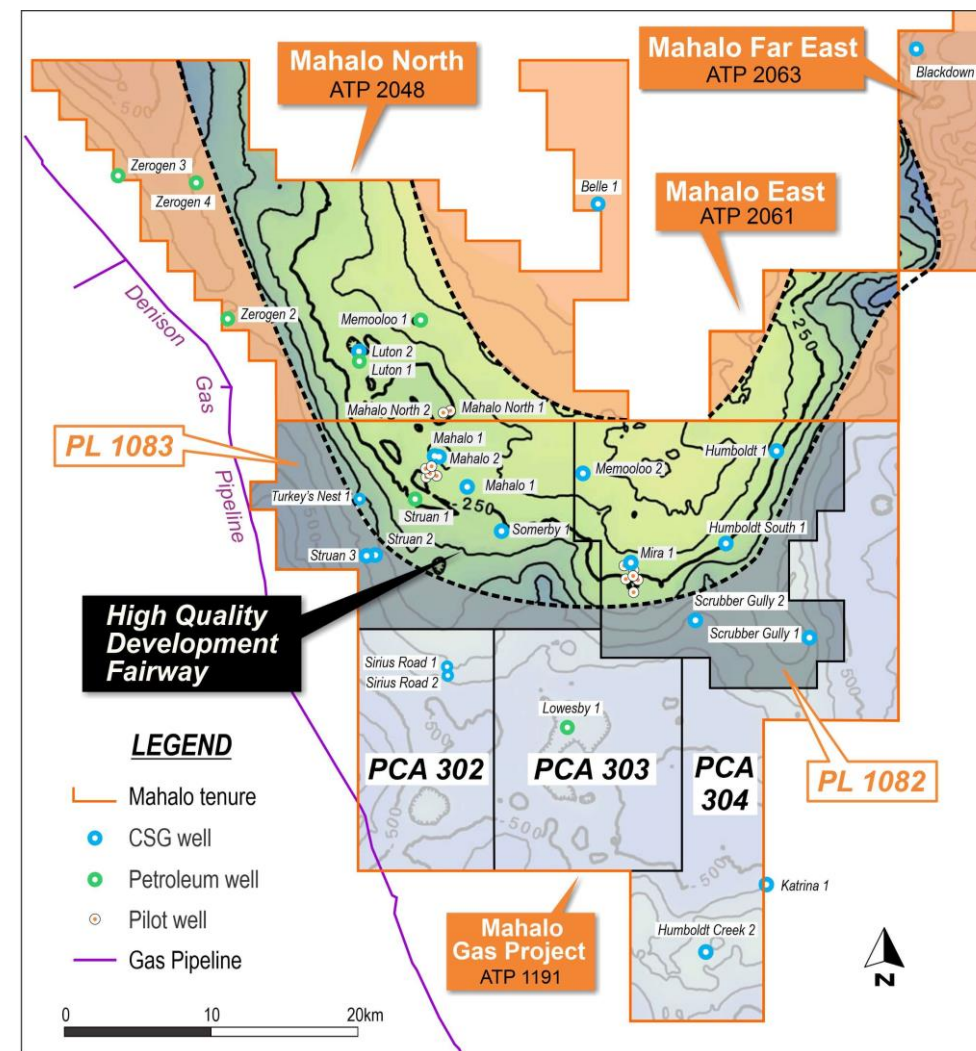 Mahalo North
ATP 2048
Mahalo Far East
ATP 2063
Blackdown
-500
Zerogen 3
Zerogen 4
Belle 1
Mahalo East
ATP 2061
Denison
Gas
Pipeline
Zerogen 2
Memooloo 1
Luton 2
Luton 1
-250
Mahalo North 2
Mahalo North 1
PL 1083
Mahalo 1
Mahalo 2
Humboldt 1
Memooloo 2
Mahalo 1
Turkey's Nest 1
Struan 1
-250
Somerby 1
Humboldt South 1
Struan 2
Struan 3
Mira 1
High Quality
Development
Fairway
Scrubber Gully 2
Scrubber Gully 1
-500
Sirius Road 1
Sirius Road 2
Lowesby 1
PCA 302
PCA 303
PCA
304
PL 1082
-500
-500
-500
Katrina 1
Mahalo
Gas Project
ATP 1191
Humboldt Creek 2
N
LEGEND
Mahalo tenure
CSG well
Petroleum well
Pilot well
Gas Pipeline
0
10
20km